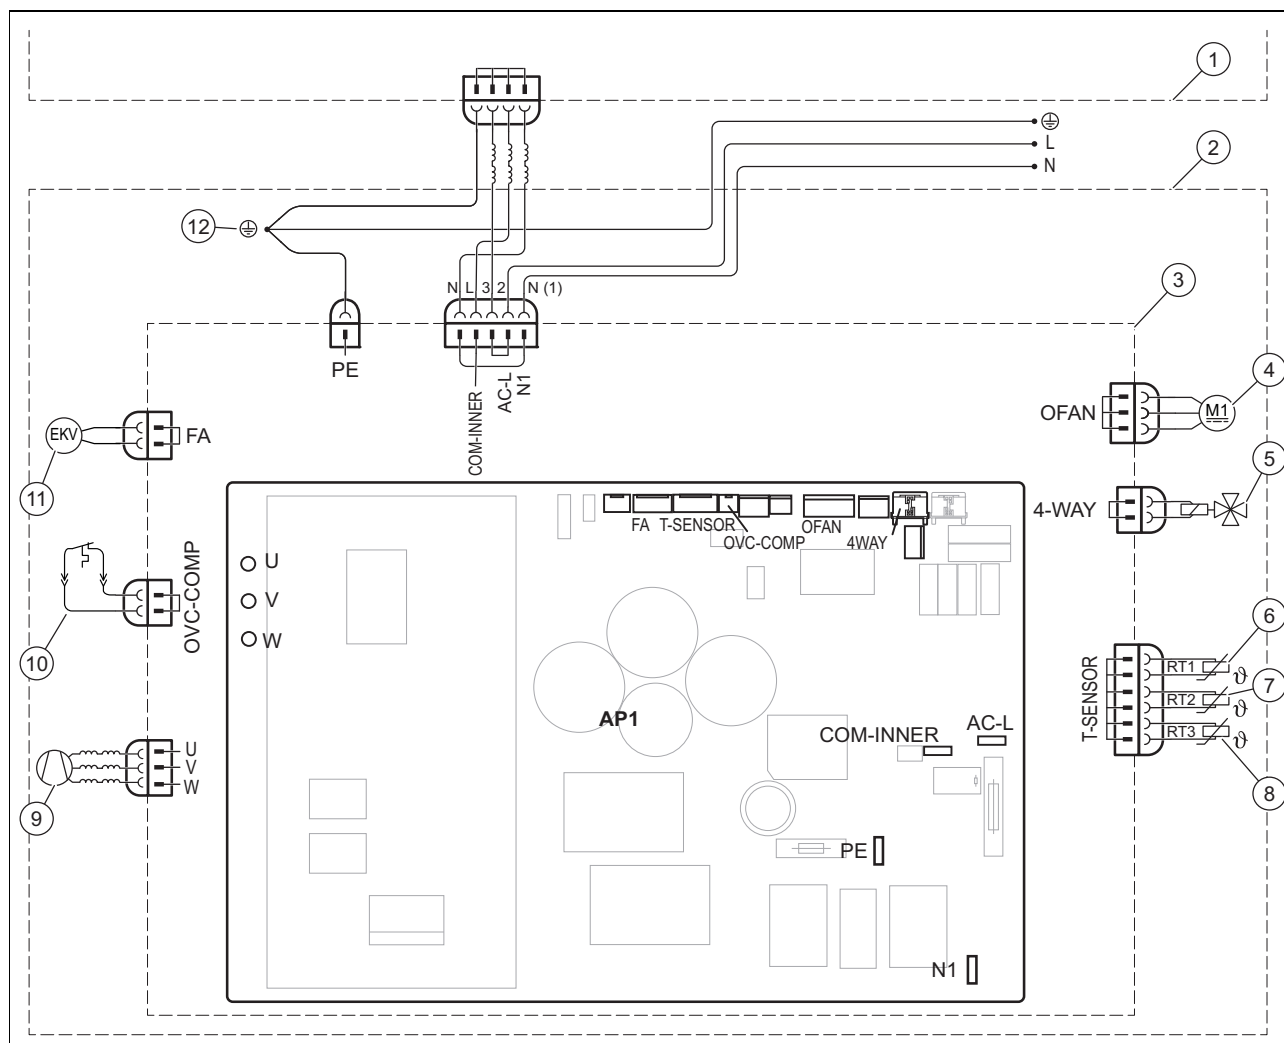 1
L
N
2
12
N L 3 2 N (1)
3
PE
COM-INNER
AC-L
N1
OFAN
M1
4
EKV
FA
11
5
4-WAY
FA T-SENSOR
OVC-COMP
OFAN
4WAY
OVC-COMP
10
U
V
W
T-SENSOR
RT1
ϑ
6
RT2
ϑ
7
RT3
ϑ
8
AP1
COM-INNER
AC-L
U
V
W
9
PE
N1